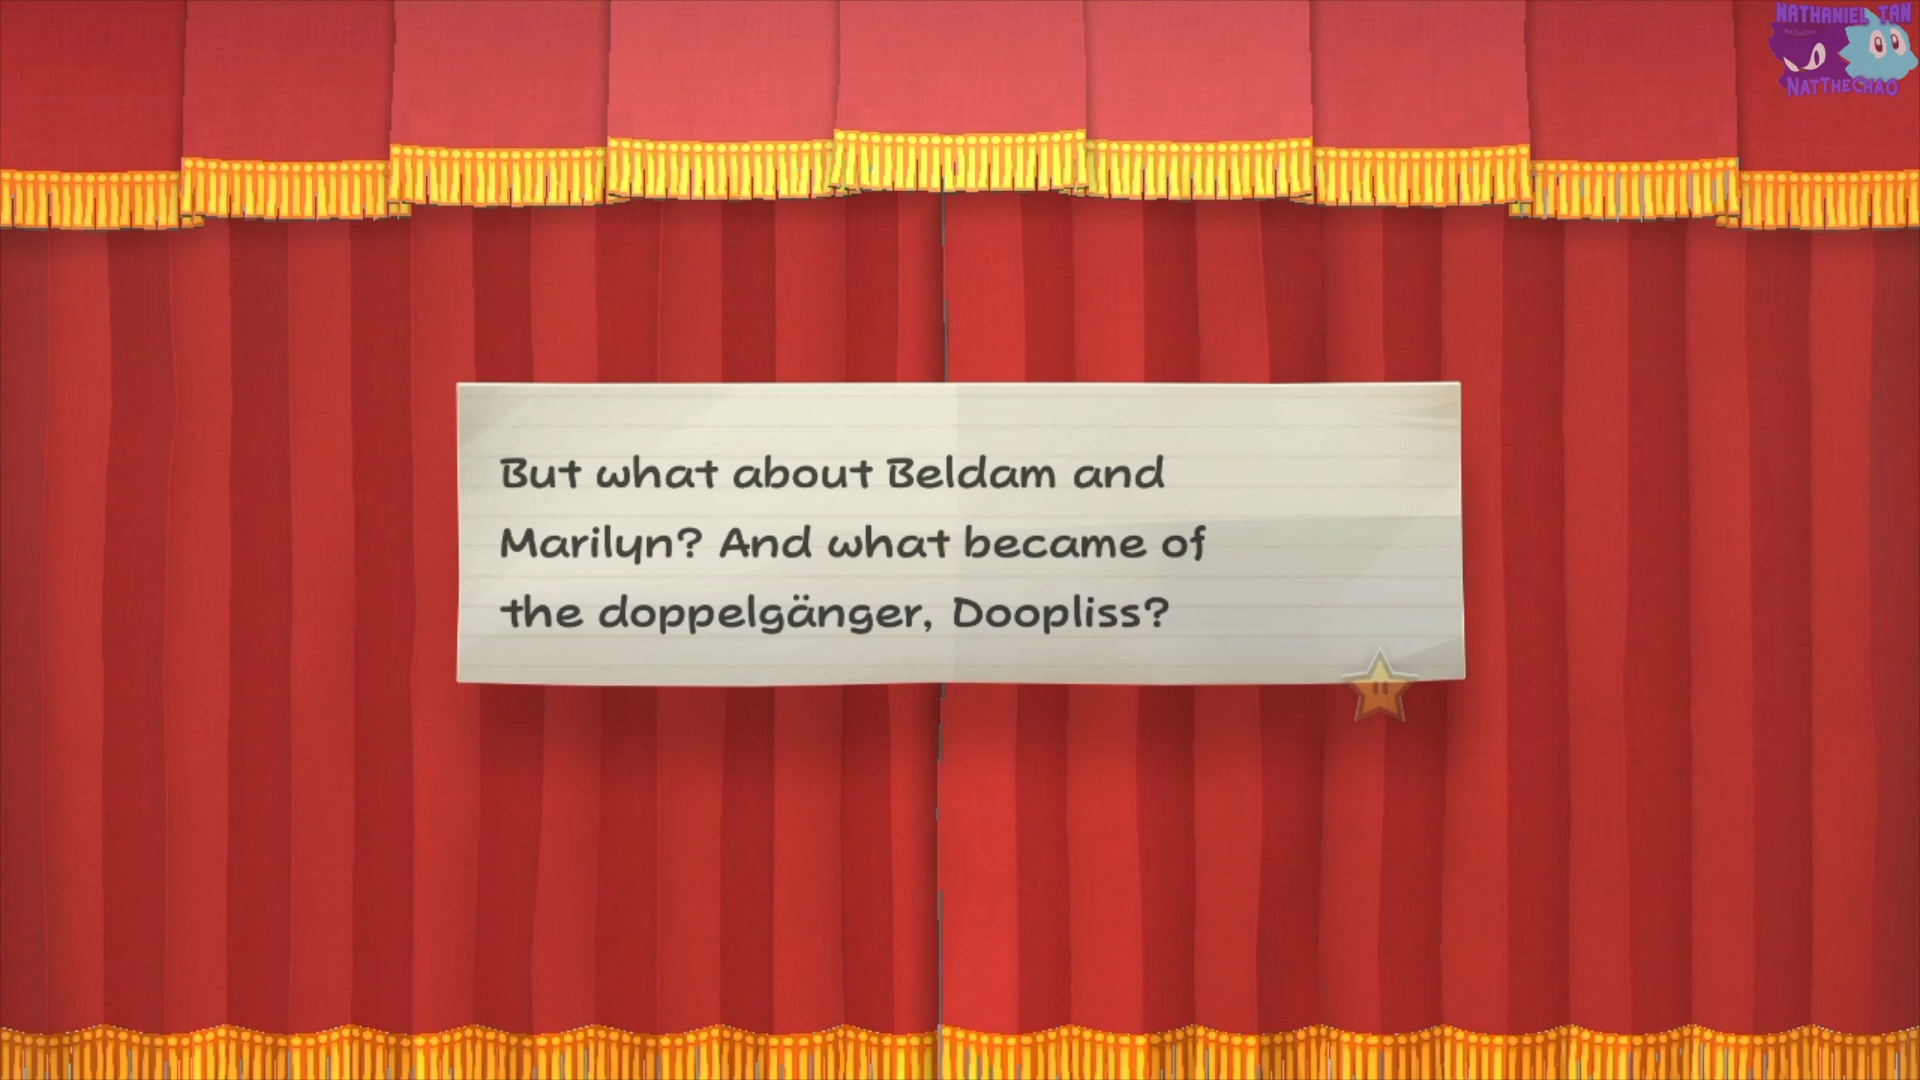 NATHANIEL TAN
NATTHECHAO
But what about Beldam and
Marilyn? And what became of
the doppelgänger, Doopliss?